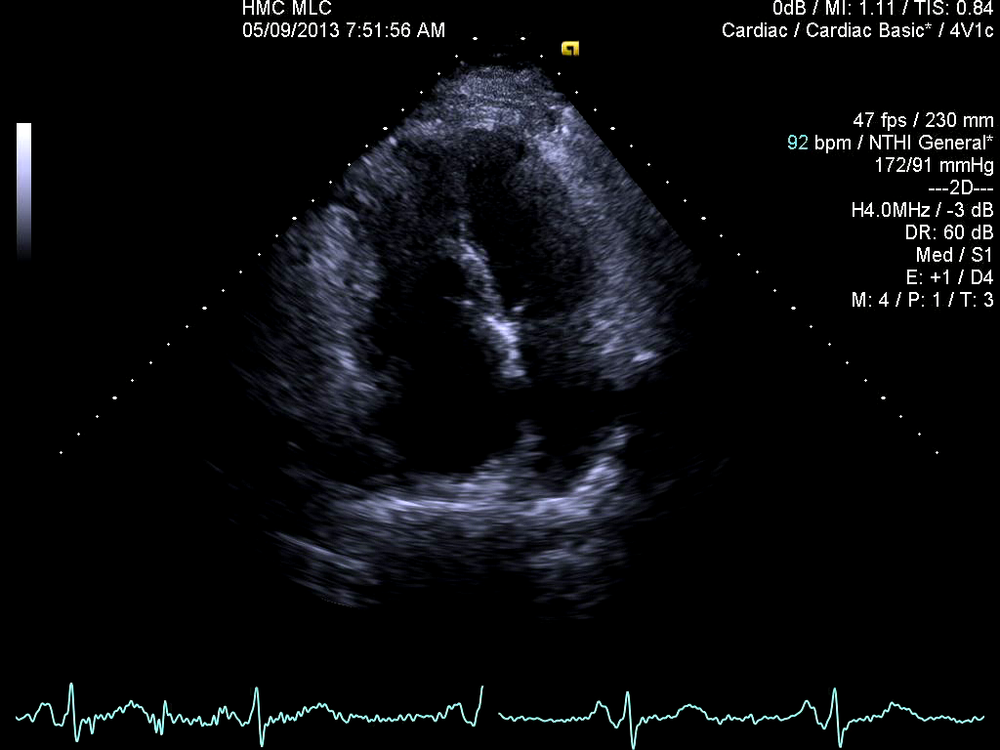 HMC MLC
05/09/2013 7:51:56 AM
0dB / MI: 1.11 / TIS: 0.84
Cardiac / Cardiac Basic* / 4V1c
47 fps / 230 mm
92 bpm / NTHI General*
172/91 mmHg
---2D---
H4.0MHz / -3 dB
DR: 60 dB
Med / S1
E: +1 / D4
M: 4 / P: 1 / T: 3